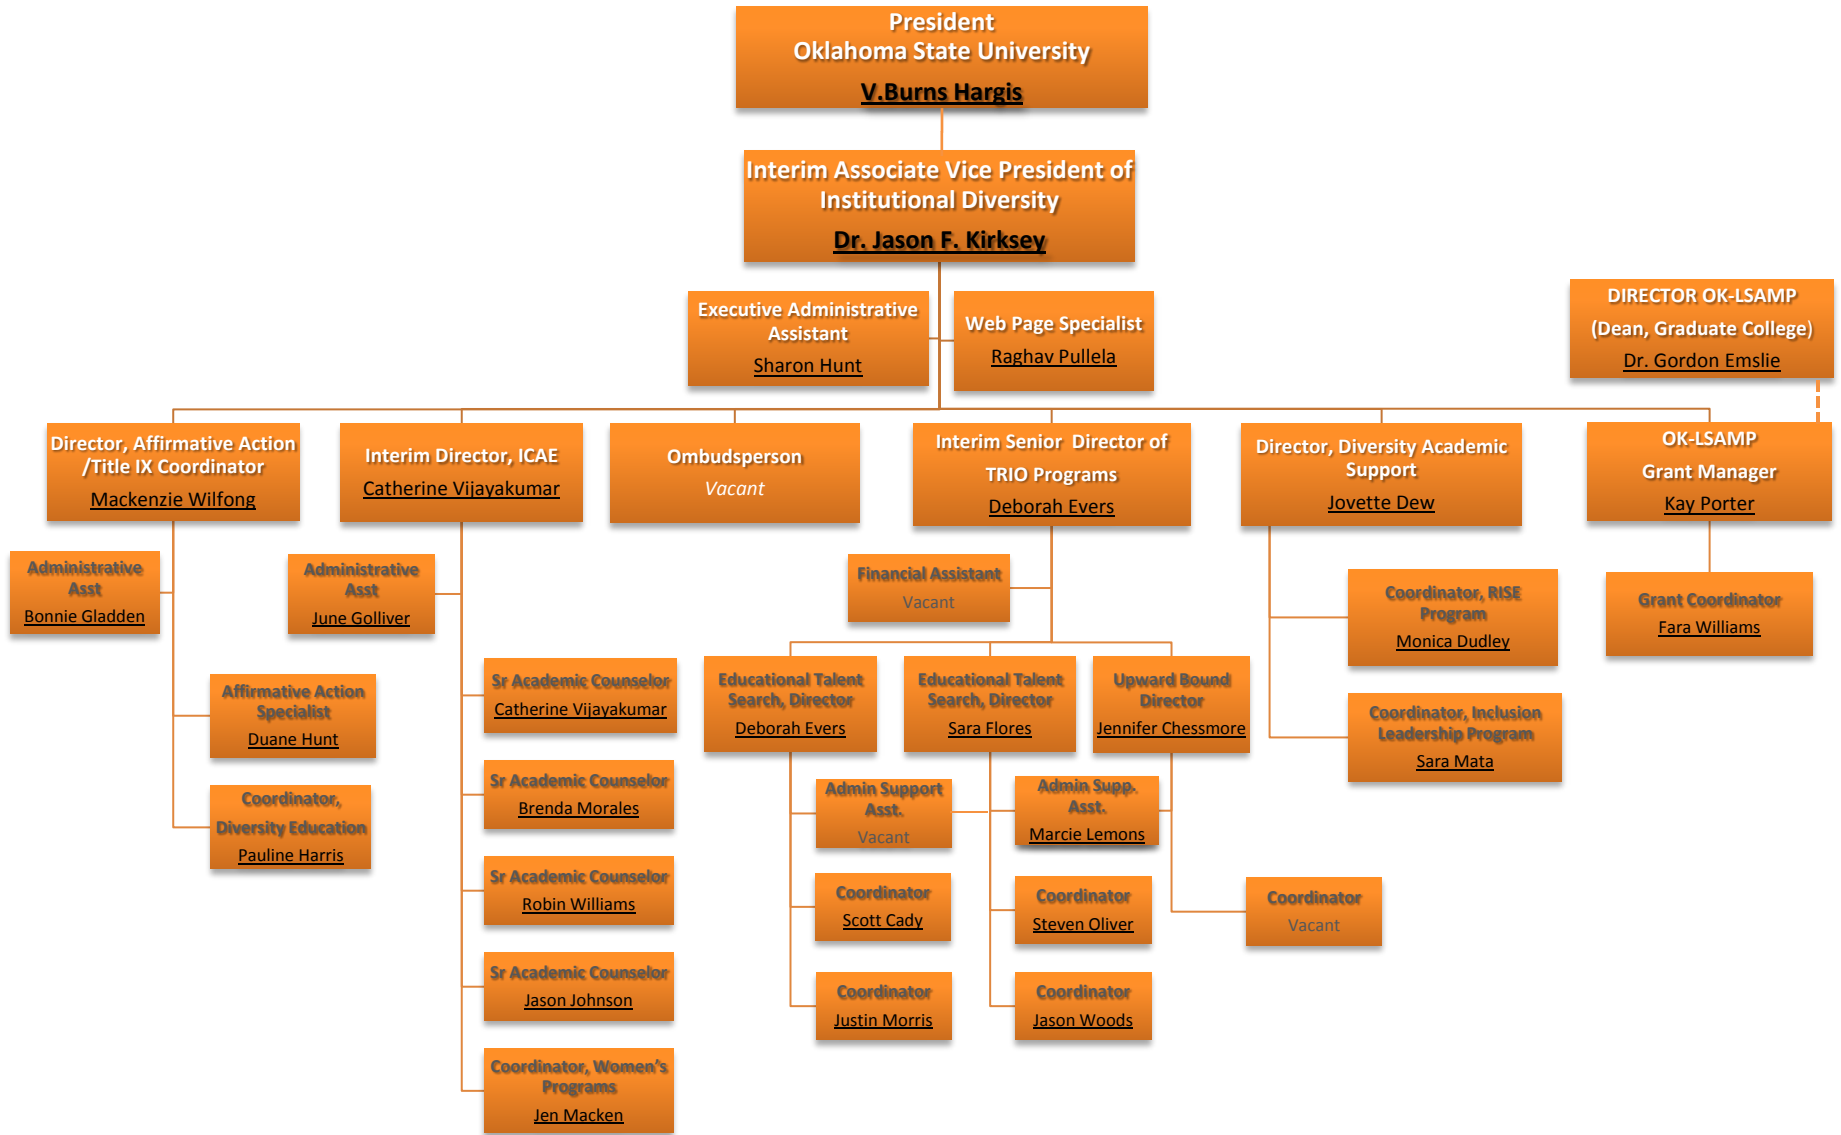 President
Oklahoma State University
V.Burns Hargis
Interim Associate Vice President of
Institutional Diversity
Dr. Jason F. Kirksey
Executive Administrative
Assistant
Sharon Hunt
Web Page Specialist
Raghav Pullela
DIRECTOR OK-LSAMP
(Dean, Graduate College)
Dr. Gordon Emslie
Director, Affirmative Action
/Title IX Coordinator
Mackenzie Wilfong
Interim Director, ICAE
Catherine Vijayakumar
Ombudsperson
Vacant
Interim Senior Director of
TRIO Programs
Deborah Evers
Director, Diversity Academic
Support
Jovette Dew
OK-LSAMP
Grant Manager
Kay Porter
Administrative
Asst
Bonnie Gladden
Affirmative Action
Specialist
Duane Hunt
Coordinator,
Diversity Education
Pauline Harris
Administrative
Asst
June Golliver
Sr Academic Counselor
Catherine Vijayakumar
Sr Academic Counselor
Brenda Morales
Sr Academic Counselor
Robin Williams
Sr Academic Counselor
Jason Johnson
Coordinator, Women's
Programs
Jen Macken
Financial Assistant
Vacant
Educational Talent
Search, Director
Deborah Evers
Educational Talent
Search, Director
Sara Flores
Upward Bound
Director
Jennifer Chessmore
Admin Support
Asst.
Vacant
Coordinator
Scott Cady
Coordinator
Justin Morris
Admin Supp.
Asst.
Marcie Lemons
Coordinator
Steven Oliver
Coordinator
Jason Woods
Coordinator
Vacant
Coordinator, RISE
Program
Monica Dudley
Coordinator, Inclusion
Leadership Program
Sara Mata
Grant Coordinator
Fara Williams